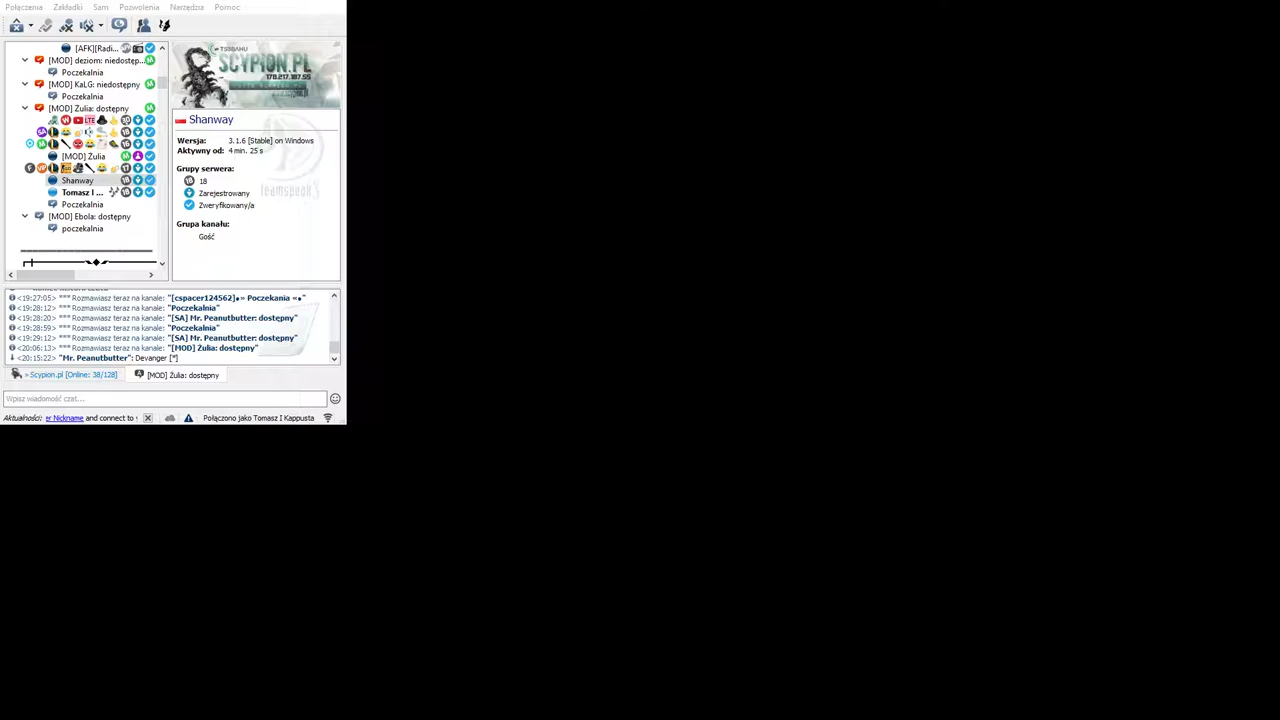 Połączenia Zakładki Sam Pozwolenia Narzędzia Pomoc
[AFK][Radi...
[MOD] deziom: niedostęp...
Poczekalnia
[MOD] KaLG: niedostępny
Poczekalnia
[MOD] Żulia: dostępny
[MOD] Żulia
Shanway
Tomasz I ...
Poczekalnia
[MOD] Ebola: dostępny
poczekalnia
SCYPION.PL
178.217.187.55
Shanway
Wersja: 3.1.6 [Stable] on Windows
Aktywny od: 4 min. 25 s
Grupy serwera:
18
Zarejestrowany
Zweryfikowany/a
Grupa kanału:
Gość
teamspeak3
<19:27:05> *** Rozmawiasz teraz na kanale: "[cspacer124562]●» Poczekania «●"
<19:28:12> *** Rozmawiasz teraz na kanale: "Poczekalnia"
<19:28:20> *** Rozmawiasz teraz na kanale: "[SA] Mr. Peanutbutter: dostępny"
<19:28:59> *** Rozmawiasz teraz na kanale: "Poczekalnia"
<19:29:12> *** Rozmawiasz teraz na kanale: "[SA] Mr. Peanutbutter: dostępny"
<20:06:13> *** Rozmawiasz teraz na kanale: "[MOD] Żulia: dostępny"
<20:15:22> "Mr. Peanutbutter": Devanger [*]
» Scypion.pl [Online: 38/128] [MOD] Żulia: dostępny
Wpisz wiadomość czat...
Aktualności: er Nickname and connect to Połączono jako Tomasz I Kappusta